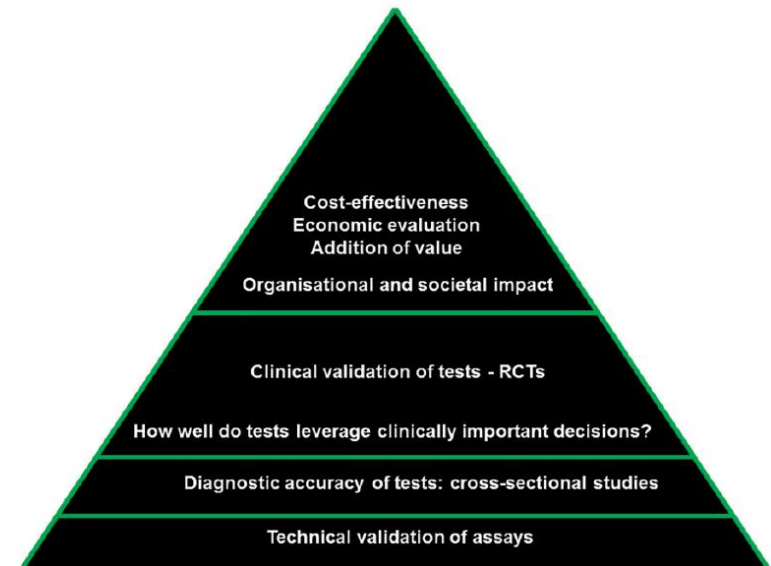 Cost-effectiveness
Economic evaluation
Addition of value
Organisational and societal impact
Clinical validation of tests - RCTs
How well do tests leverage clinically important decisions?
Diagnostic accuracy of tests: cross-sectional studies
Technical validation of assays